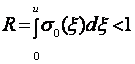 R = ∫₀ᵘ σ₀(ξ)dξ < 1